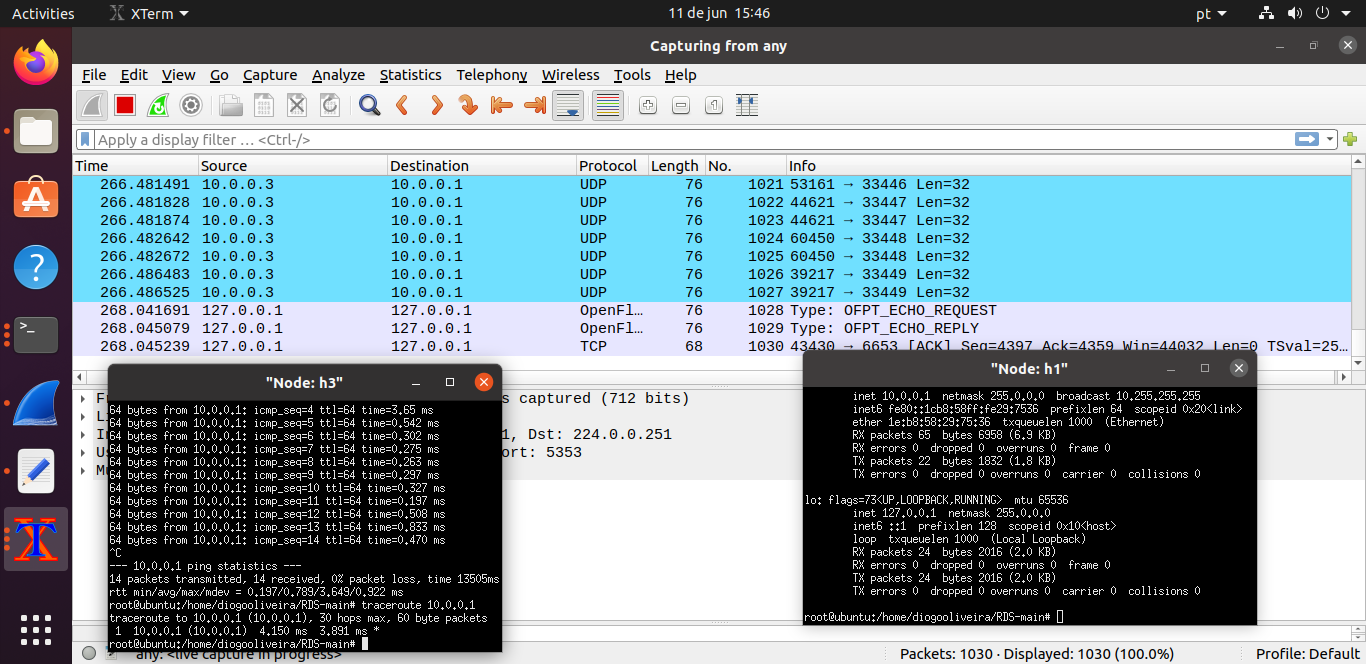 Activities XTerm 11 de jun 15:46 pt
Capturing from any
File Edit View Go Capture Analyze Statistics Telephony Wireless Tools Help
Apply a display filter … <Ctrl-/>
Time Source Destination Protocol Length No. Info
266.481491 10.0.0.3 10.0.0.1 UDP 76 1021 53161 → 33446 Len=32
266.481828 10.0.0.3 10.0.0.1 UDP 76 1022 44621 → 33447 Len=32
266.481874 10.0.0.3 10.0.0.1 UDP 76 1023 44621 → 33447 Len=32
266.482642 10.0.0.3 10.0.0.1 UDP 76 1024 60450 → 33448 Len=32
266.482672 10.0.0.3 10.0.0.1 UDP 76 1025 60450 → 33448 Len=32
266.486483 10.0.0.3 10.0.0.1 UDP 76 1026 39217 → 33449 Len=32
266.486525 10.0.0.3 10.0.0.1 UDP 76 1027 39217 → 33449 Len=32
268.041691 127.0.0.1 127.0.0.1 OpenFl… 76 1028 Type: OFPT_ECHO_REQUEST
268.045079 127.0.0.1 127.0.0.1 OpenFl… 76 1029 Type: OFPT_ECHO_REPLY
268.045239 127.0.0.1 127.0.0.1 TCP 68 1030 43430 → 6653 [ACK] Seq=4397 Ack=4359 Win=44032 Len=0 TSval=25…
s captured (712 bits)
1, Dst: 224.0.0.251
ort: 5353
"Node: h3"
64 bytes from 10.0.0.1: icmp_seq=4 ttl=64 time=3.65 ms
64 bytes from 10.0.0.1: icmp_seq=5 ttl=64 time=0.542 ms
64 bytes from 10.0.0.1: icmp_seq=6 ttl=64 time=0.302 ms
64 bytes from 10.0.0.1: icmp_seq=7 ttl=64 time=0.275 ms
64 bytes from 10.0.0.1: icmp_seq=8 ttl=64 time=0.263 ms
64 bytes from 10.0.0.1: icmp_seq=9 ttl=64 time=0.297 ms
64 bytes from 10.0.0.1: icmp_seq=10 ttl=64 time=0.327 ms
64 bytes from 10.0.0.1: icmp_seq=11 ttl=64 time=0.197 ms
64 bytes from 10.0.0.1: icmp_seq=12 ttl=64 time=0.508 ms
64 bytes from 10.0.0.1: icmp_seq=13 ttl=64 time=0.833 ms
64 bytes from 10.0.0.1: icmp_seq=14 ttl=64 time=0.470 ms
^C
--- 10.0.0.1 ping statistics ---
14 packets transmitted, 14 received, 0% packet loss, time 13505ms
rtt min/avg/max/mdev = 0.197/0.789/3.649/0.922 ms
root@ubuntu:/home/diogooliveira/RDS-main# traceroute 10.0.0.1
traceroute to 10.0.0.1 (10.0.0.1), 30 hops max, 60 byte packets
1 10.0.0.1 (10.0.0.1) 4.150 ms 3.891 ms *
root@ubuntu:/home/diogooliveira/RDS-main#
"Node: h1"
inet 10.0.0.1 netmask 255.0.0.0 broadcast 10.255.255.255
inet6 fe80::1cb8:58ff:fe29:7536 prefixlen 64 scopeid 0x20<link>
ether 1e:b8:58:29:75:36 txqueuelen 1000 (Ethernet)
RX packets 65 bytes 6958 (6.9 KB)
RX errors 0 dropped 0 overruns 0 frame 0
TX packets 22 bytes 1832 (1.8 KB)
TX errors 0 dropped 0 overruns 0 carrier 0 collisions 0
lo: flags=73<UP,LOOPBACK,RUNNING> mtu 65536
inet 127.0.0.1 netmask 255.0.0.0
inet6 ::1 prefixlen 128 scopeid 0x10<host>
loop txqueuelen 1000 (Local Loopback)
RX packets 24 bytes 2016 (2.0 KB)
RX errors 0 dropped 0 overruns 0 frame 0
TX packets 24 bytes 2016 (2.0 KB)
TX errors 0 dropped 0 overruns 0 carrier 0 collisions 0
root@ubuntu:/home/diogooliveira/RDS-main#
any: <live capture in progress> Packets: 1030 · Displayed: 1030 (100.0%) Profile: Default